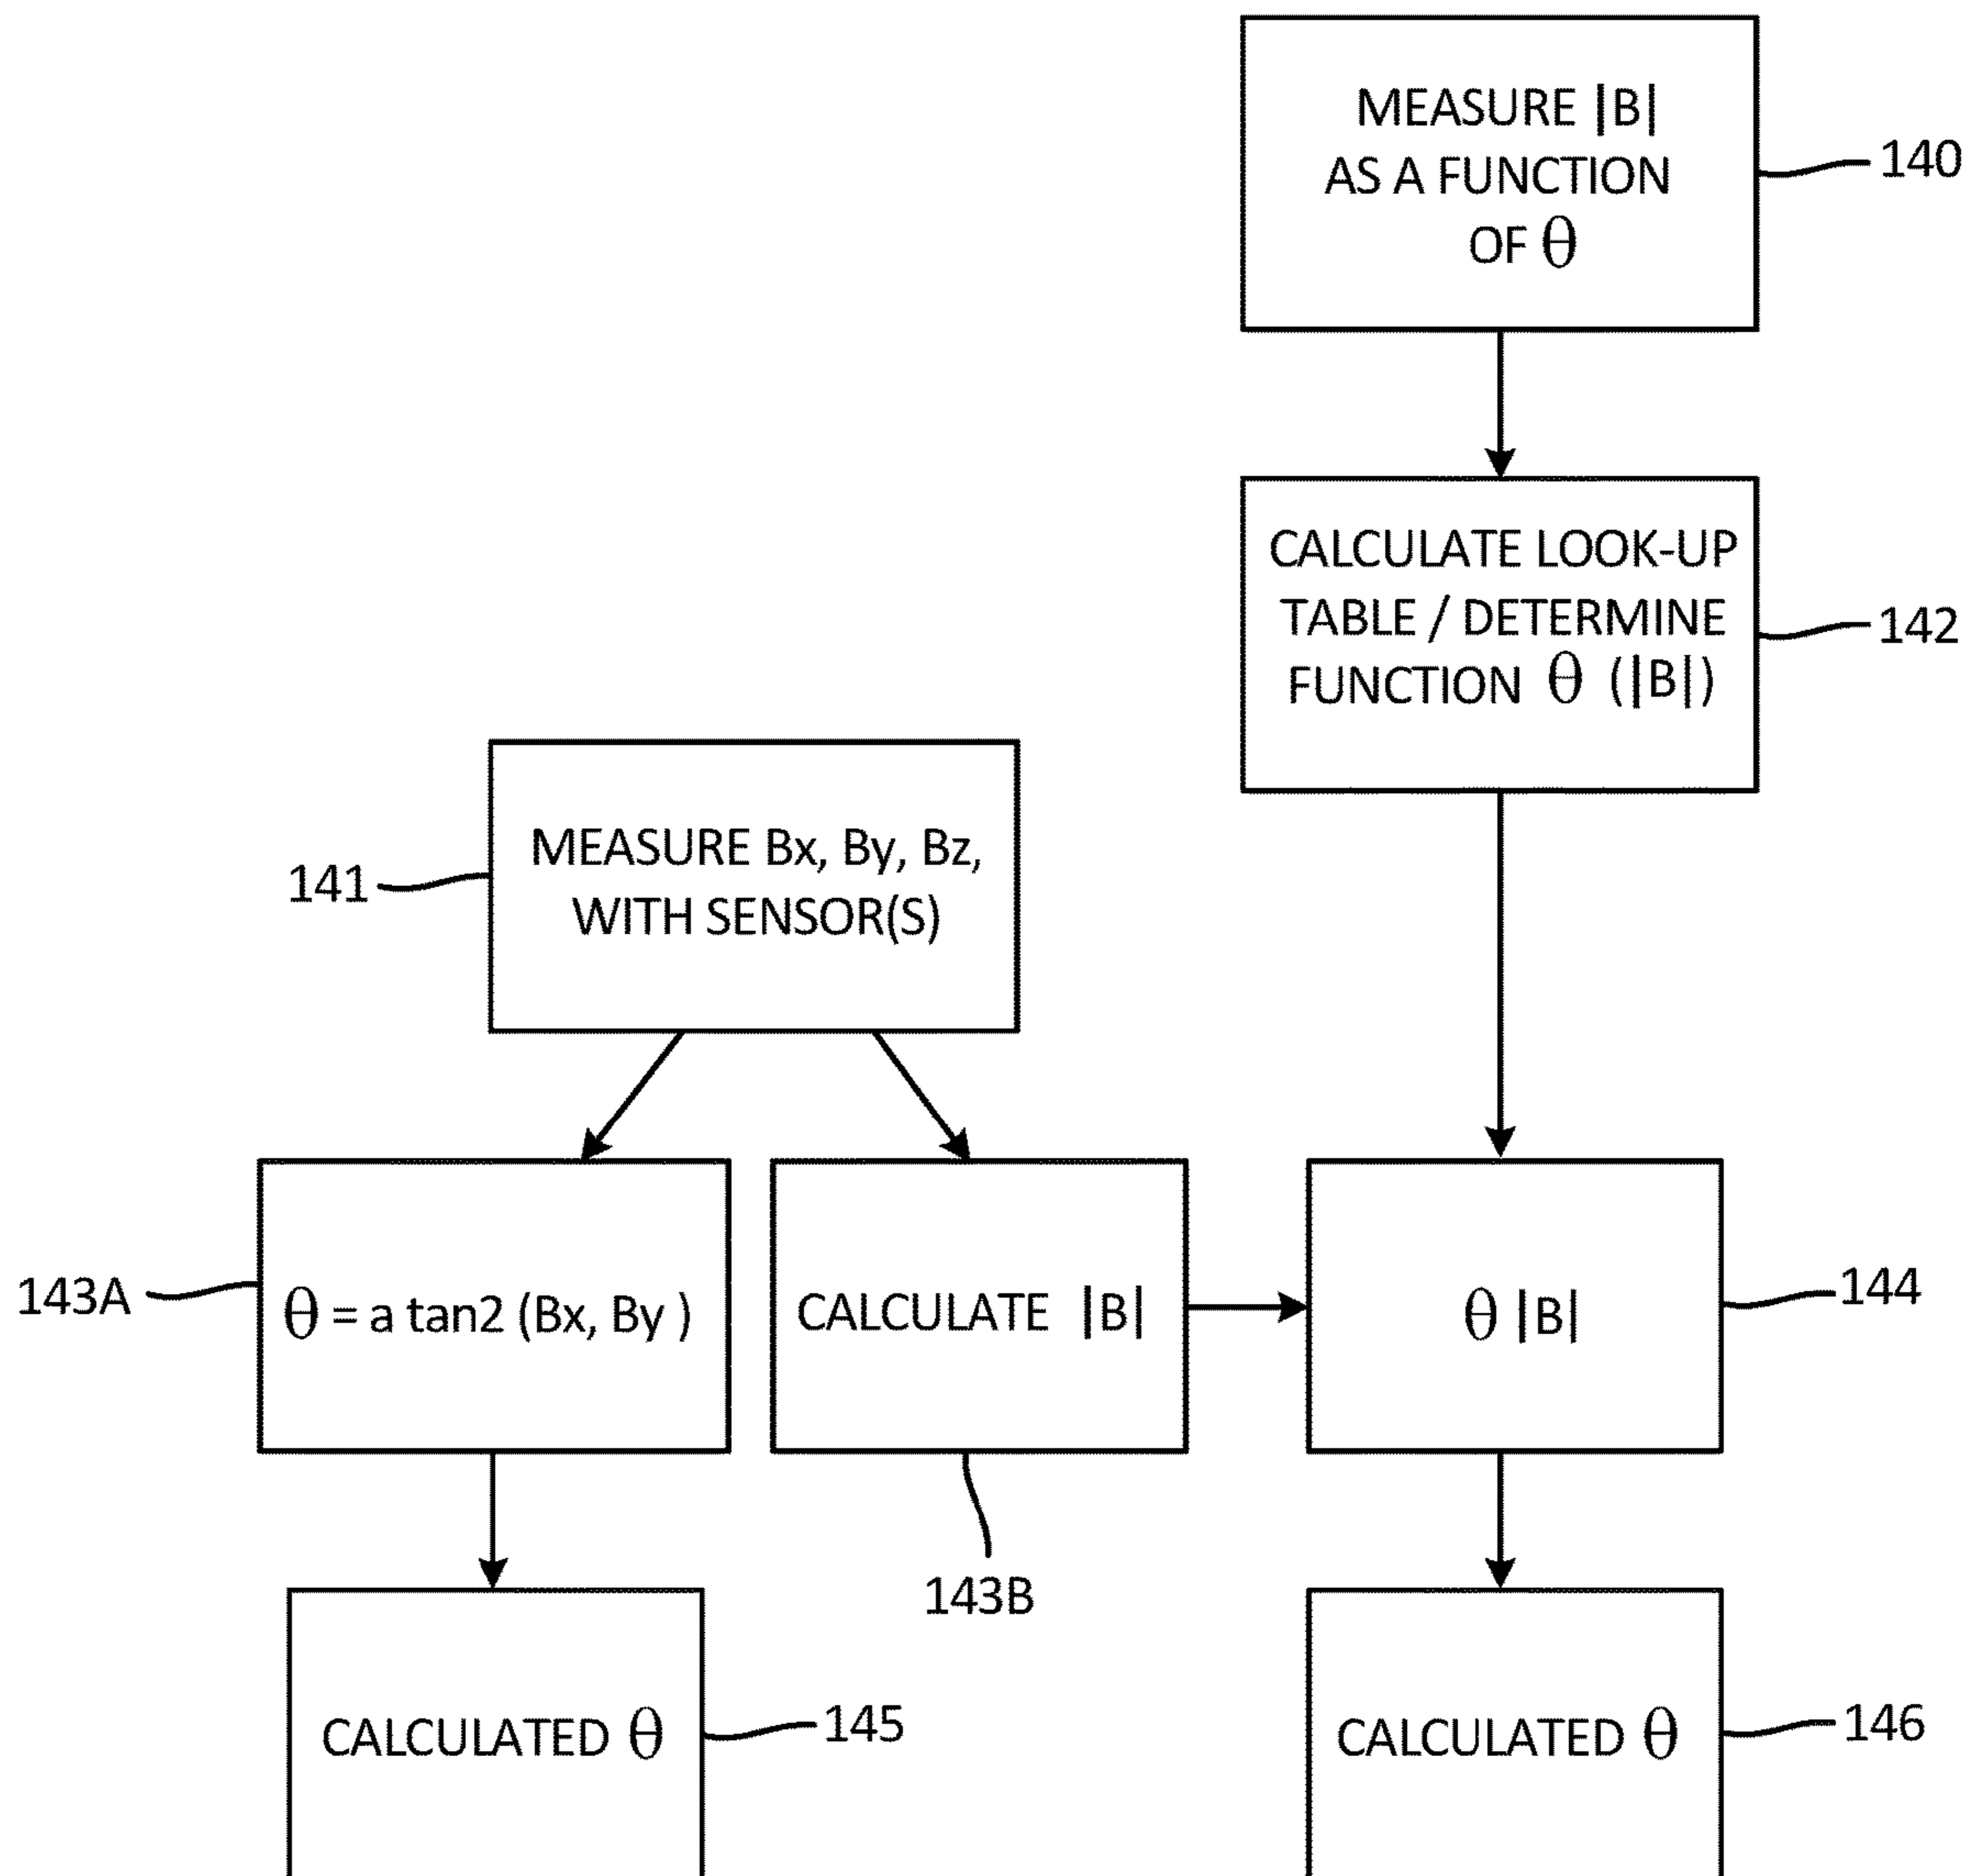 MEASURE |B|
AS A FUNCTION
OF θ
140
CALCULATE LOOK-UP
TABLE / DETERMINE
FUNCTION θ (|B|)
142
MEASURE Bx, By, Bz,
WITH SENSOR(S)
141
143A
θ = a tan2 (Bx, By )
CALCULATE |B|
143B
θ |B|
144
CALCULATED θ
145
CALCULATED θ
146